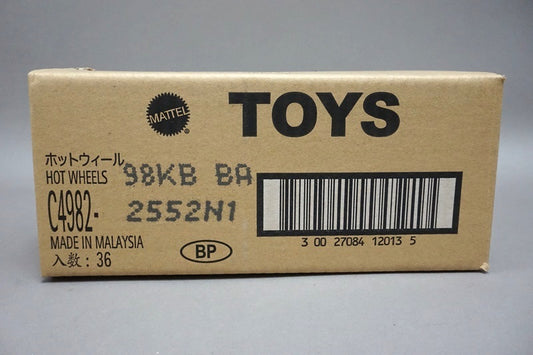 MATTEL
®
TOYS
ホットウィール
HOT WHEELS
98KB BA
C4982-
2552N1
MADE IN MALAYSIA
入数：36
BP
3 00 27084 12013 5